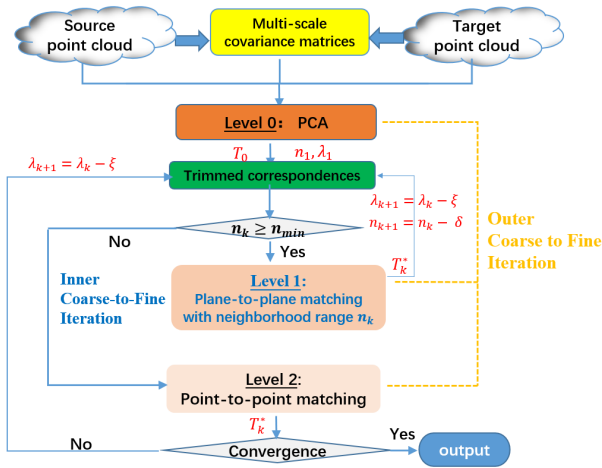 Source
point cloud
Multi-scale
covariance matrices
Target
point cloud
Level 0: PCA
T₀
n₁, λ₁
λₖ₊₁ = λₖ − ξ
Trimmed correspondences
λₖ₊₁ = λₖ − ξ
nₖ₊₁ = nₖ − δ
nₖ ≥ nₘᵢₙ
No
Yes
T*ₖ
Outer
Coarse to Fine
Iteration
Inner
Coarse-to-Fine
Iteration
Level 1:
Plane-to-plane matching
with neighborhood range nₖ
Level 2:
Point-to-point matching
T*ₖ
No
Convergence
Yes
output